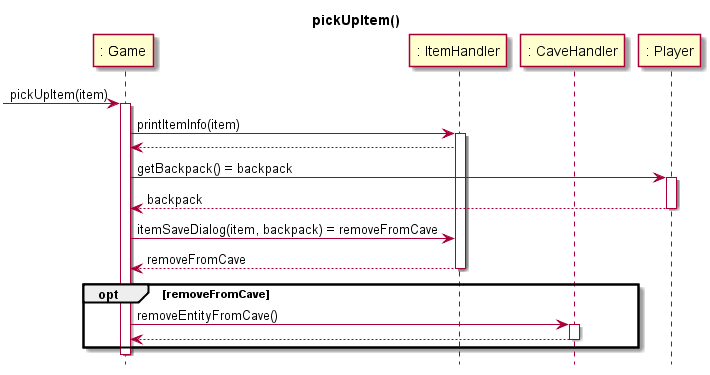 pickUpItem()
: Game
: ItemHandler
: CaveHandler
: Player
pickUpItem(item)
printItemInfo(item)
getBackpack() = backpack
backpack
itemSaveDialog(item, backpack) = removeFromCave
removeFromCave
opt [removeFromCave]
removeEntityFromCave()